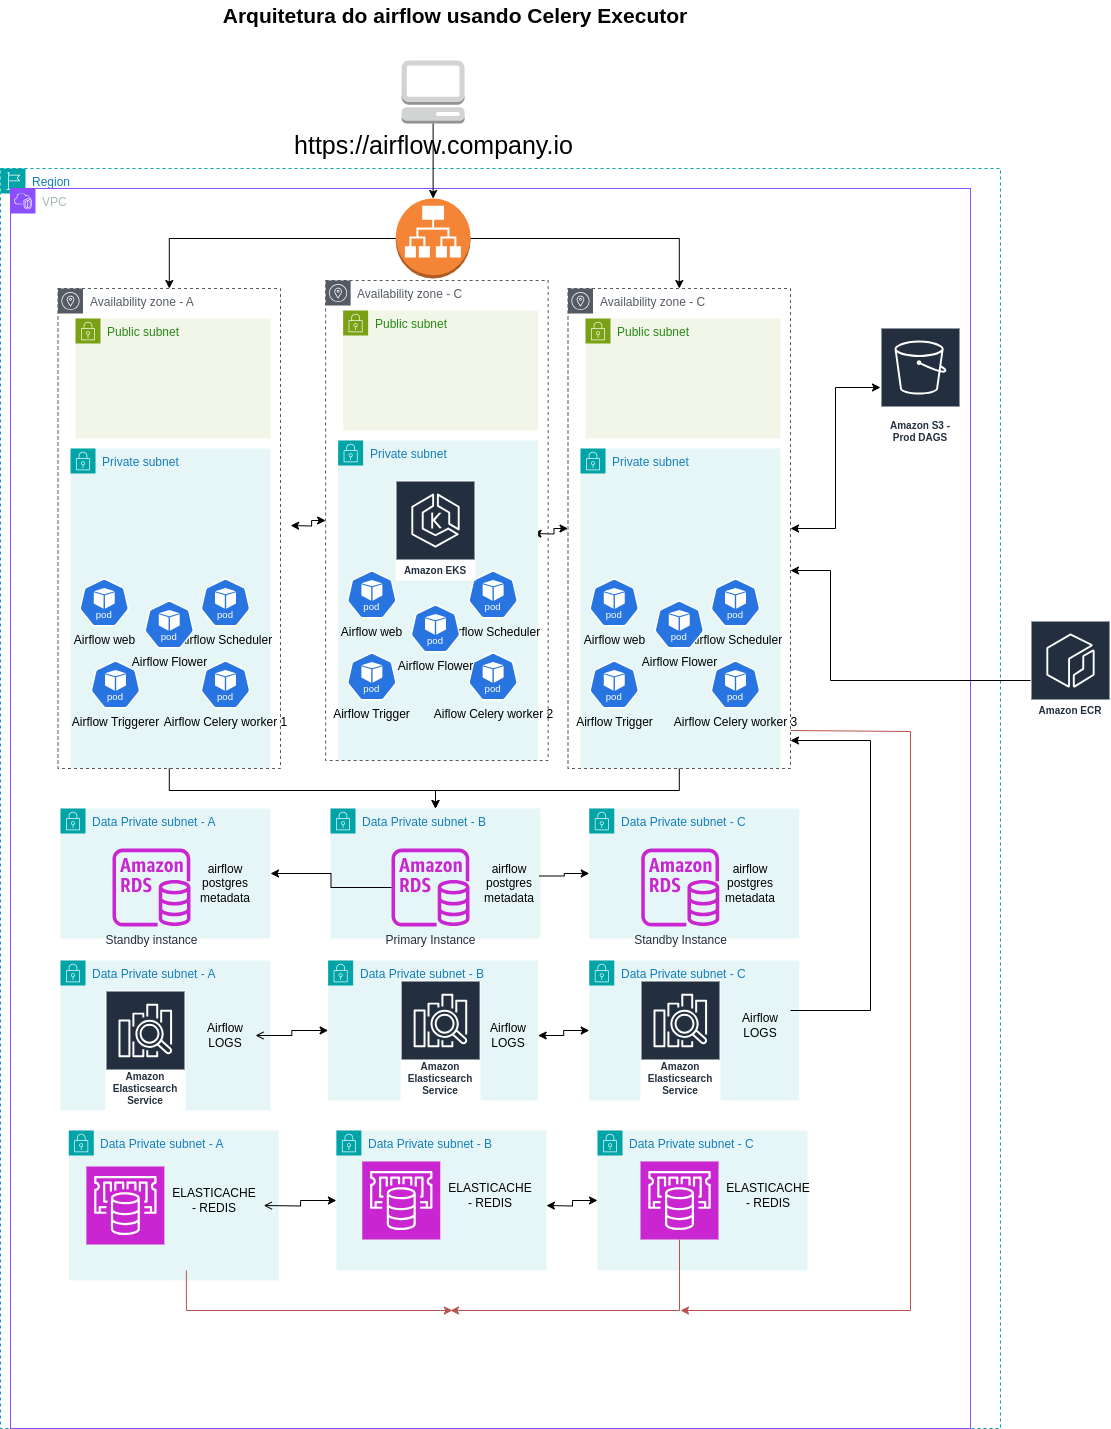 Arquitetura do airflow usando Celery Executor
https://airflow.company.io
Region
VPC
Availability zone - A
Public subnet
Private subnet
pod
Airflow web
pod
Airflow Scheduler
pod
Airflow Flower
pod
Airflow Triggerer
pod
Airflow Celery worker 1
Availability zone - C
Public subnet
Private subnet
Amazon EKS
pod
Airflow web
pod
rflow Scheduler
pod
Airflow Flower
pod
Airflow Trigger
pod
Aiflow Celery worker 2
Availability zone - C
Public subnet
Private subnet
pod
Airflow web
pod
Airflow Scheduler
pod
Airflow Flower
pod
Airflow Trigger
pod
Airflow Celery worker 3
Amazon S3 -
Prod DAGS
Amazon ECR
Data Private subnet - A
Amazon
RDS
airflow
postgres
metadata
Standby instance
Data Private subnet - B
Amazon
RDS
airflow
postgres
metadata
Primary Instance
Data Private subnet - C
Amazon
RDS
airflow
postgres
metadata
Standby Instance
Data Private subnet - A
Airflow
LOGS
Amazon
Elasticsearch
Service
Data Private subnet - B
Airflow
LOGS
Amazon
Elasticsearch
Service
Data Private subnet - C
Airflow
LOGS
Amazon
Elasticsearch
Service
Data Private subnet - A
ELASTICACHE
- REDIS
Data Private subnet - B
ELASTICACHE
- REDIS
Data Private subnet - C
ELASTICACHE
- REDIS